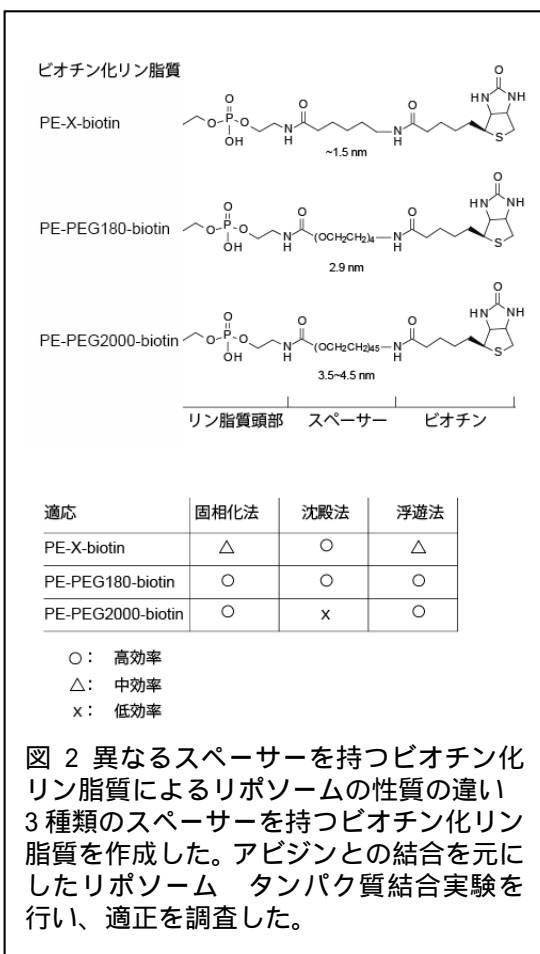 ビオチン化リン脂質
PE-X-biotin
O
O P O
OH
N
H
O
H
N
O
O
HN NH
S
~1.5 nm
PE-PEG180-biotin
O
O P O
OH
N
H
O
(OCH2CH2)4
N
H
O
O
HN NH
S
2.9 nm
PE-PEG2000-biotin
O
O P O
OH
N
H
O
(OCH2CH2)45
N
H
O
O
HN NH
S
3.5~4.5 nm
リン脂質頭部 スペーサー ビオチン
適応 固相化法 沈殿法 浮遊法
PE-X-biotin △ ○ △
PE-PEG180-biotin ○ ○ ○
PE-PEG2000-biotin ○ x ○
○： 高効率
△： 中効率
x： 低効率
図 2 異なるスペーサーを持つビオチン化
リン脂質によるリポソームの性質の違い
3 種類のスペーサーを持つビオチン化リン
脂質を作成した。アビジンとの結合を元に
したリポソーム タンパク質結合実験を
行い、適正を調査した。